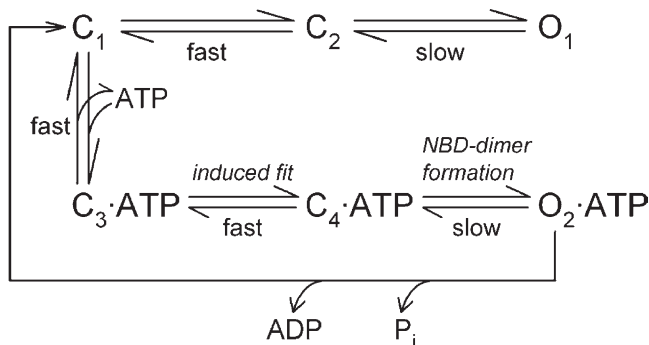 C₁ C₂ O₁
fast slow
fast ATP
induced fit NBD-dimer
formation
C₃·ATP C₄·ATP O₂·ATP
fast slow
ADP Pᵢ